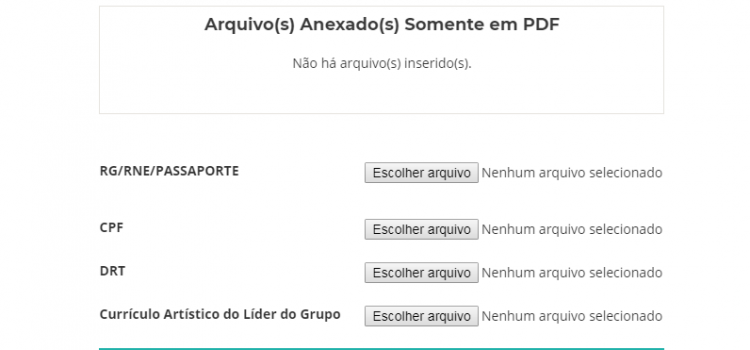 Arquivo(s) Anexado(s) Somente em PDF
Não há arquivo(s) inserido(s).
RG/RNE/PASSAPORTE Escolher arquivo Nenhum arquivo selecionado
CPF Escolher arquivo Nenhum arquivo selecionado
DRT Escolher arquivo Nenhum arquivo selecionado
Currículo Artístico do Líder do Grupo Escolher arquivo Nenhum arquivo selecionado